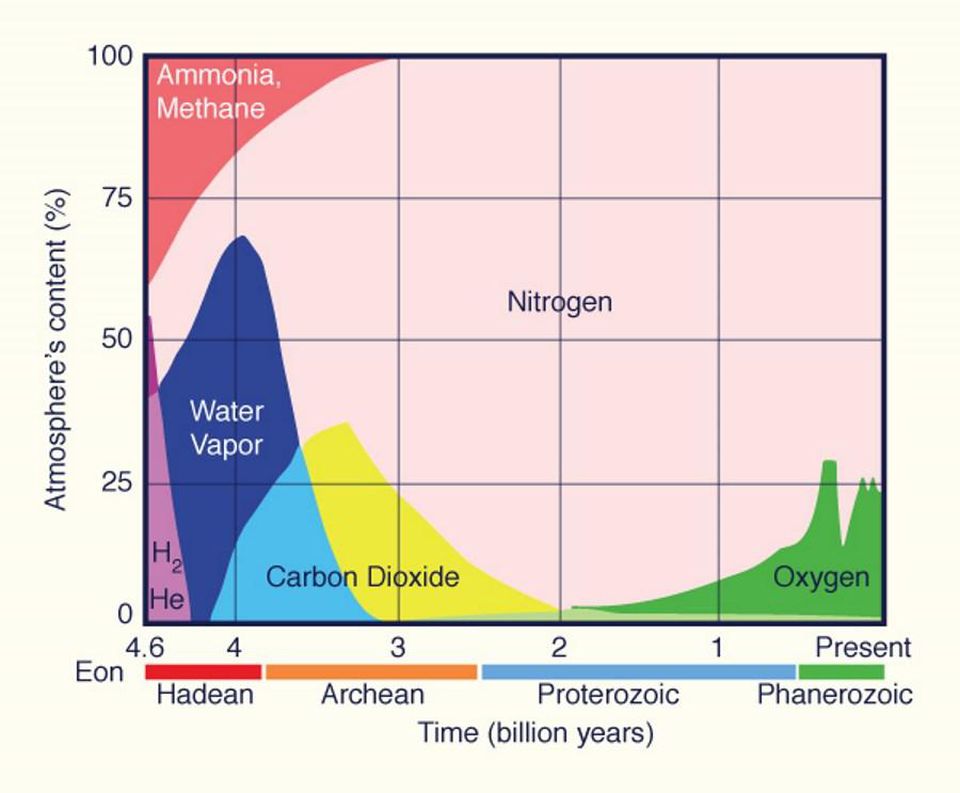 100
Ammonia,
Methane
75
Nitrogen
50
Water
Vapor
25
H2
He
Carbon Dioxide
Oxygen
0
Atmosphere's content (%)
4.6 4 3 2 1 Present
Eon
Hadean Archean Proterozoic Phanerozoic
Time (billion years)